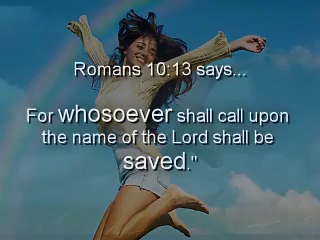 Romans 10:13 says...
For whosoever shall call upon
the name of the Lord shall be
saved."